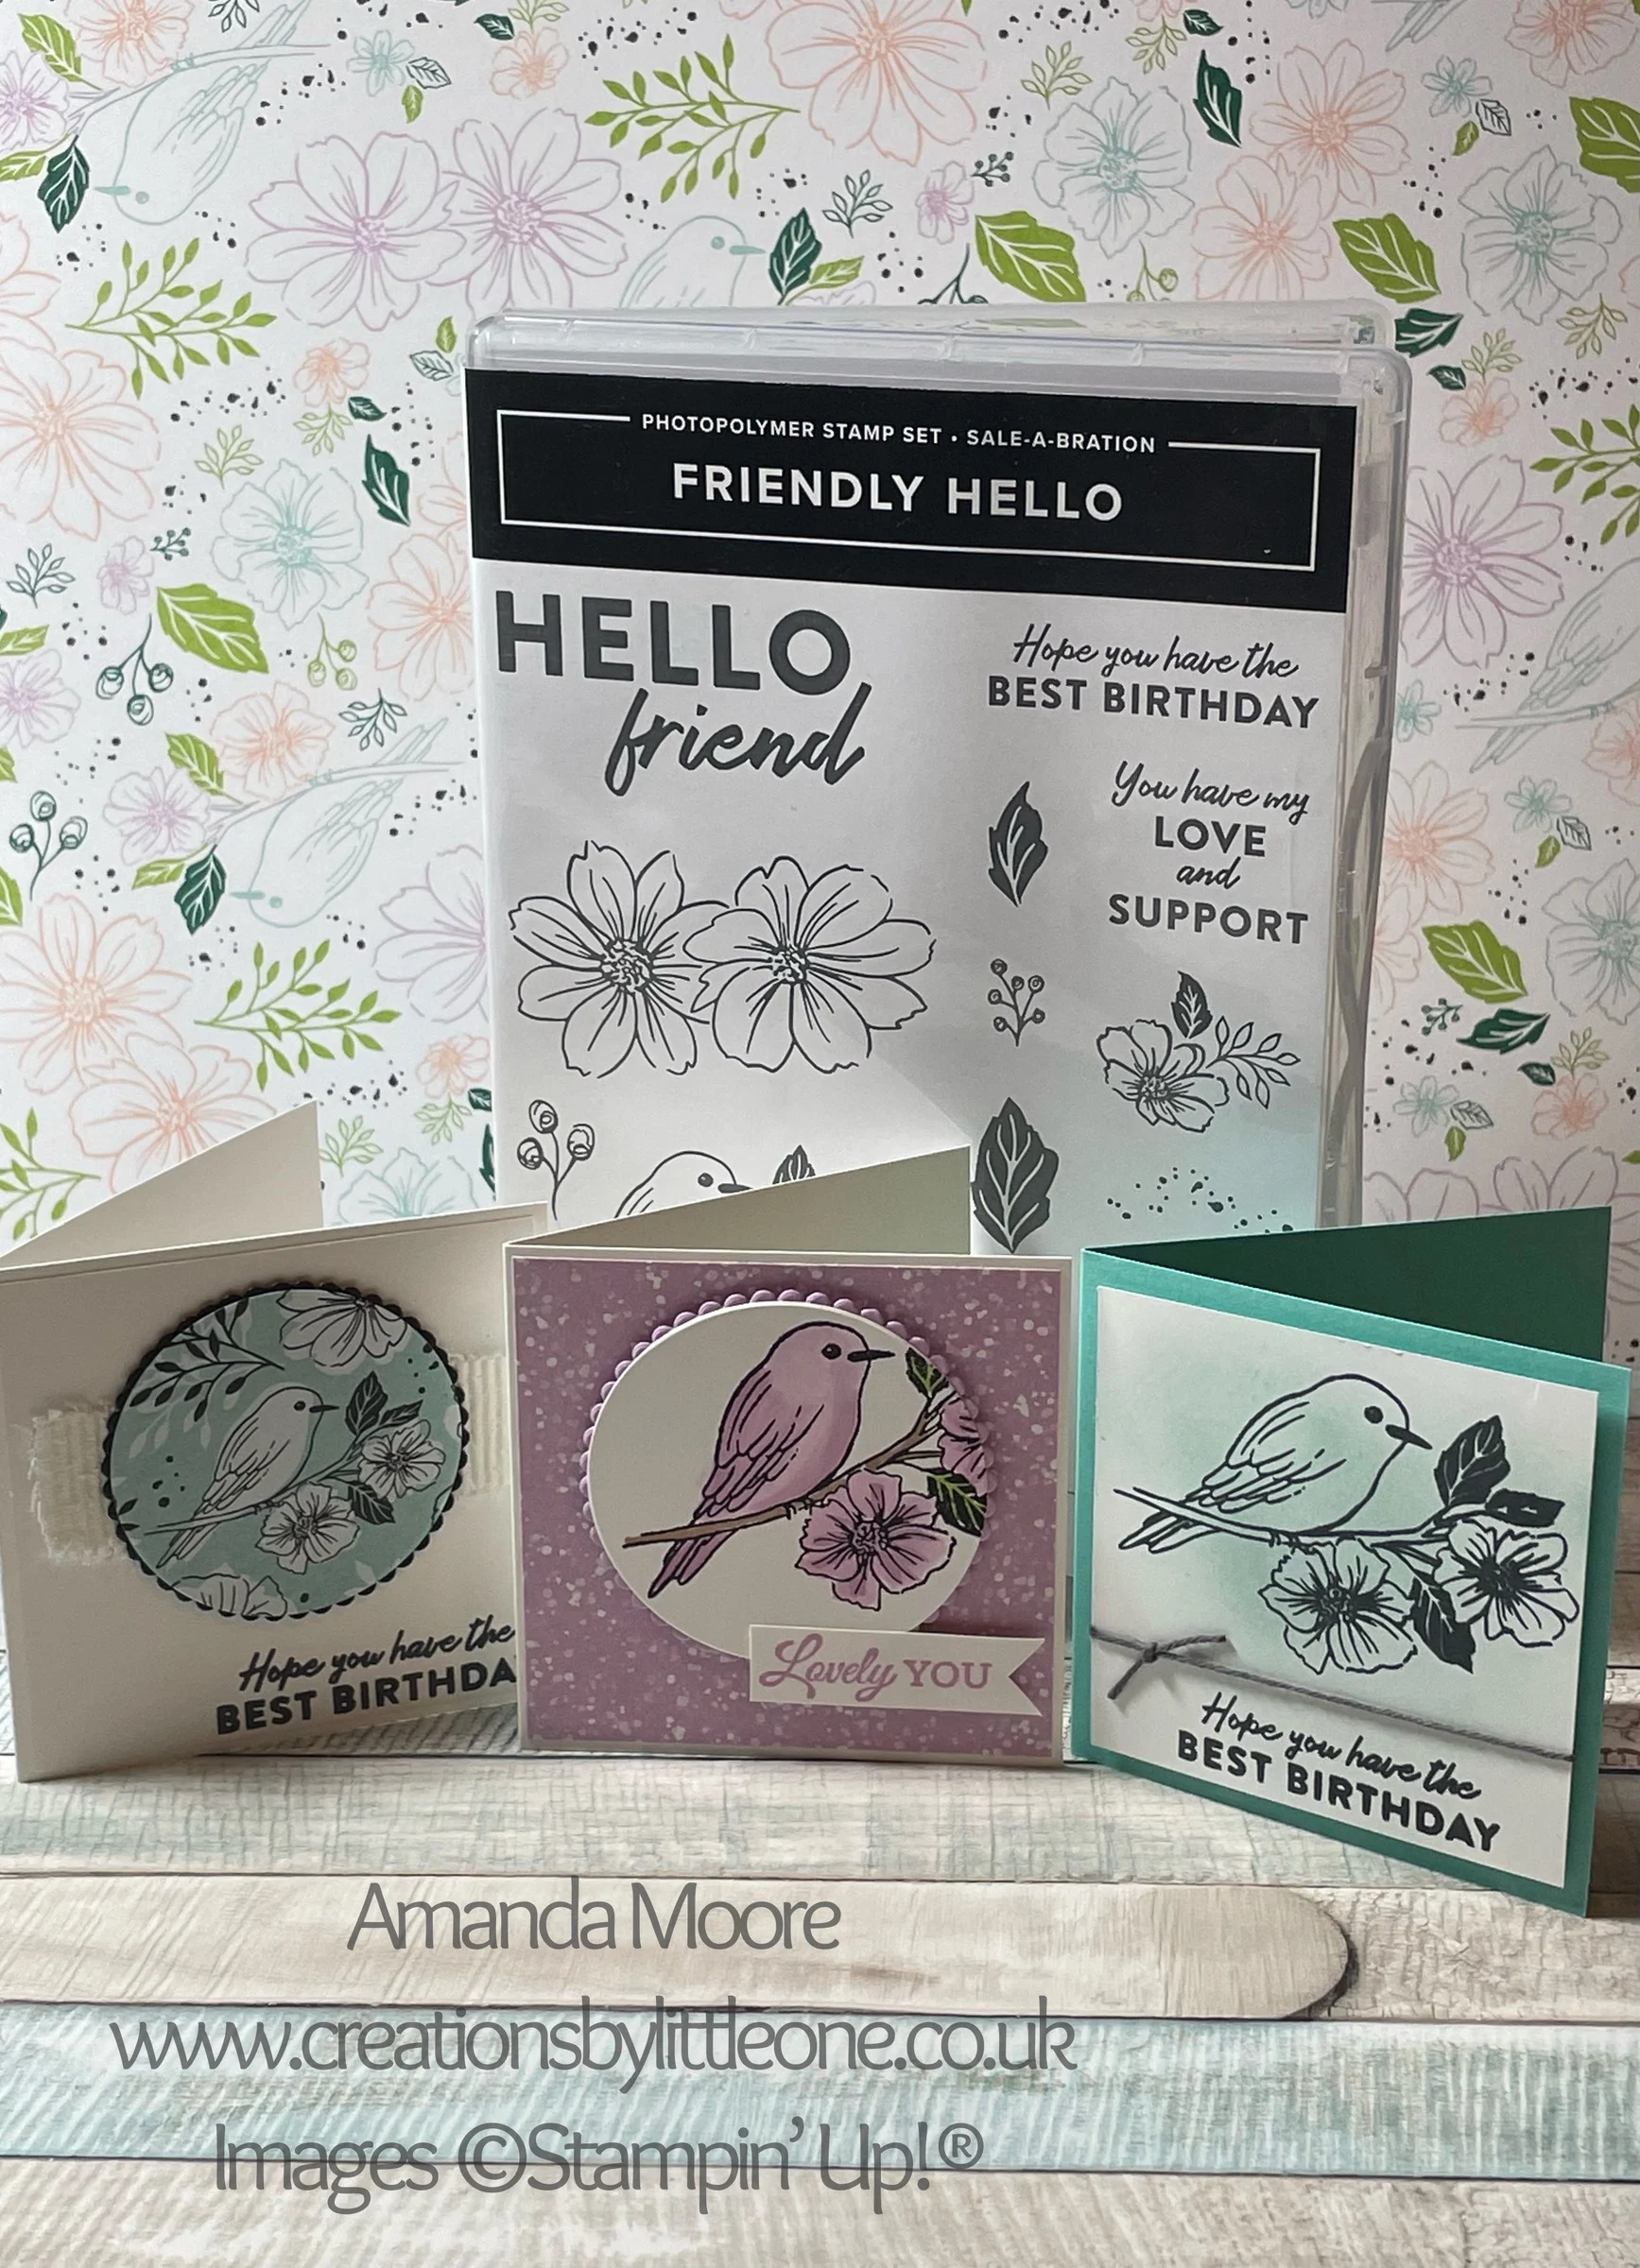 PHOTOPOLYMER STAMP SET • SALE-A-BRATION
FRIENDLY HELLO
HELLO
friend
Hope you have the
BEST BIRTHDAY
You have my
LOVE
and
SUPPORT
Hope you have the
BEST BIRTHDA
Lovely YOU
Hope you have the
BEST BIRTHDAY
Amanda Moore
www.creationsbylittleone.co.uk
Images ©Stampin' Up!®